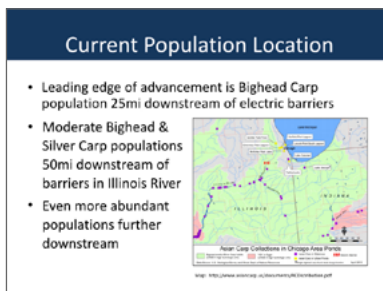 Current Population Location
• Leading edge of advancement is Bighead Carp
population 25mi downstream of electric barriers
• Moderate Bighead &
Silver Carp populations
50mi downstream of
barriers in Illinois River
• Even more abundant
populations further
downstream
ILLINOIS
INDIANA
Asian Carp Collections in Chicago Area Ponds